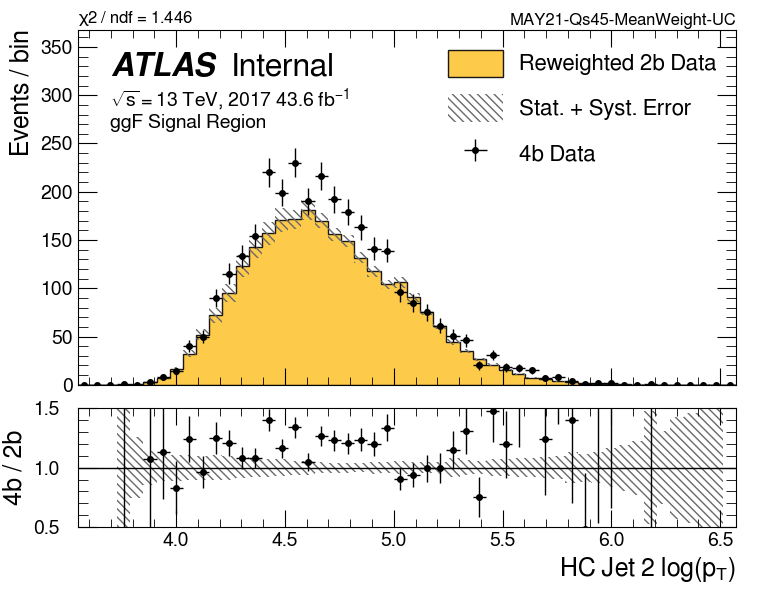 χ2 / ndf = 1.446
MAY21-Qs45-MeanWeight-UC
ATLAS Internal
√s = 13 TeV, 2017 43.6 fb−1
ggF Signal Region
Reweighted 2b Data
Stat. + Syst. Error
4b Data
Events / bin
350
300
250
200
150
100
50
0
4b / 2b
1.5
1.0
0.5
4.0 4.5 5.0 5.5 6.0 6.5
HC Jet 2 log(pT)